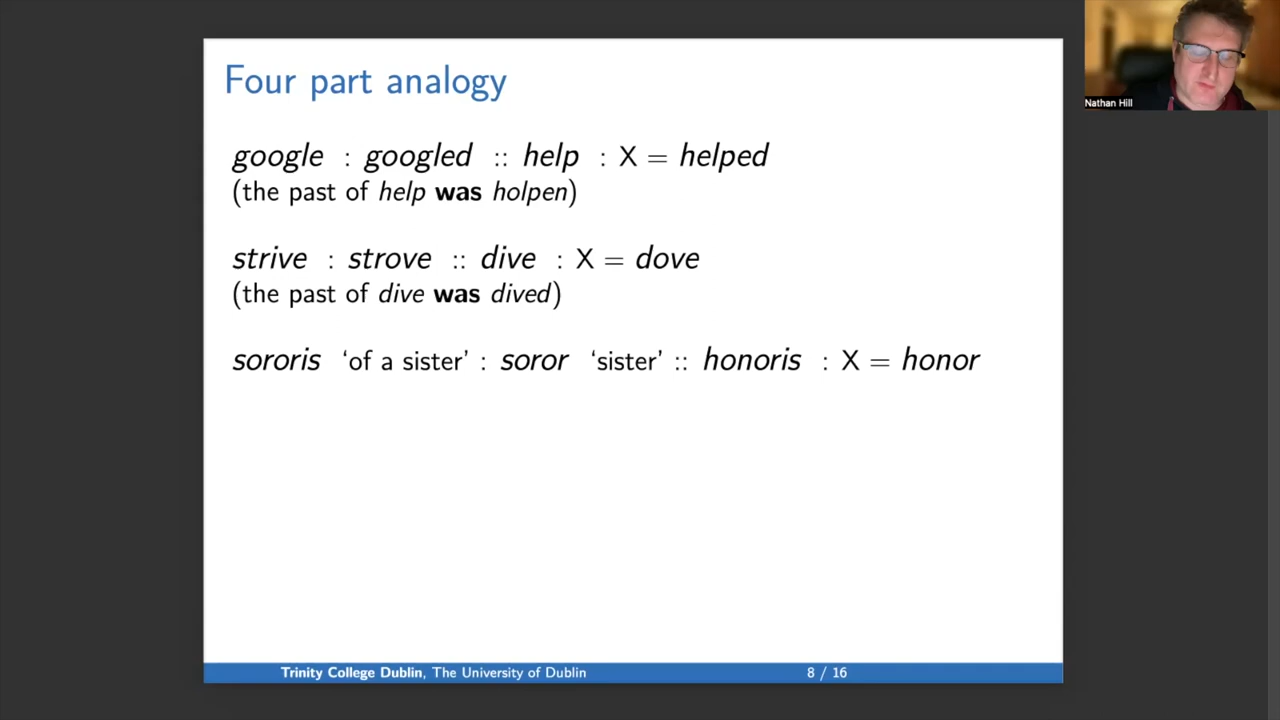 Four part analogy
google : googled :: help : X = helped
(the past of help was holpen)
strive : strove :: dive : X = dove
(the past of dive was dived)
sororis ‘of a sister’ : soror ‘sister’ :: honoris : X = honor
Trinity College Dublin, The University of Dublin 8 / 16
Nathan Hill